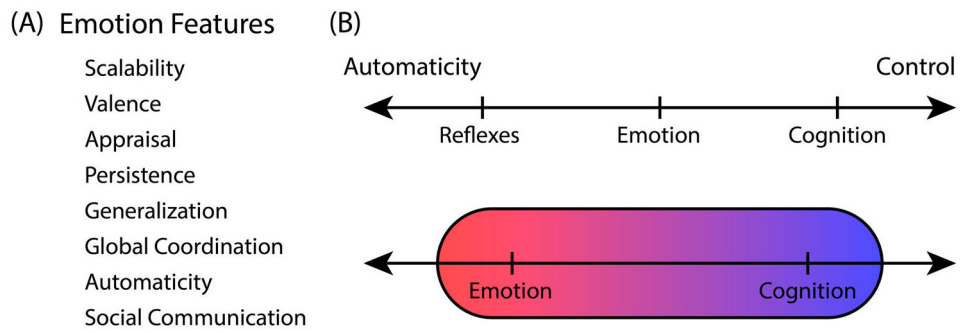 (A) Emotion Features
Scalability
Valence
Appraisal
Persistence
Generalization
Global Coordination
Automaticity
Social Communication
(B)
Automaticity Control
Reflexes Emotion Cognition
Emotion Cognition